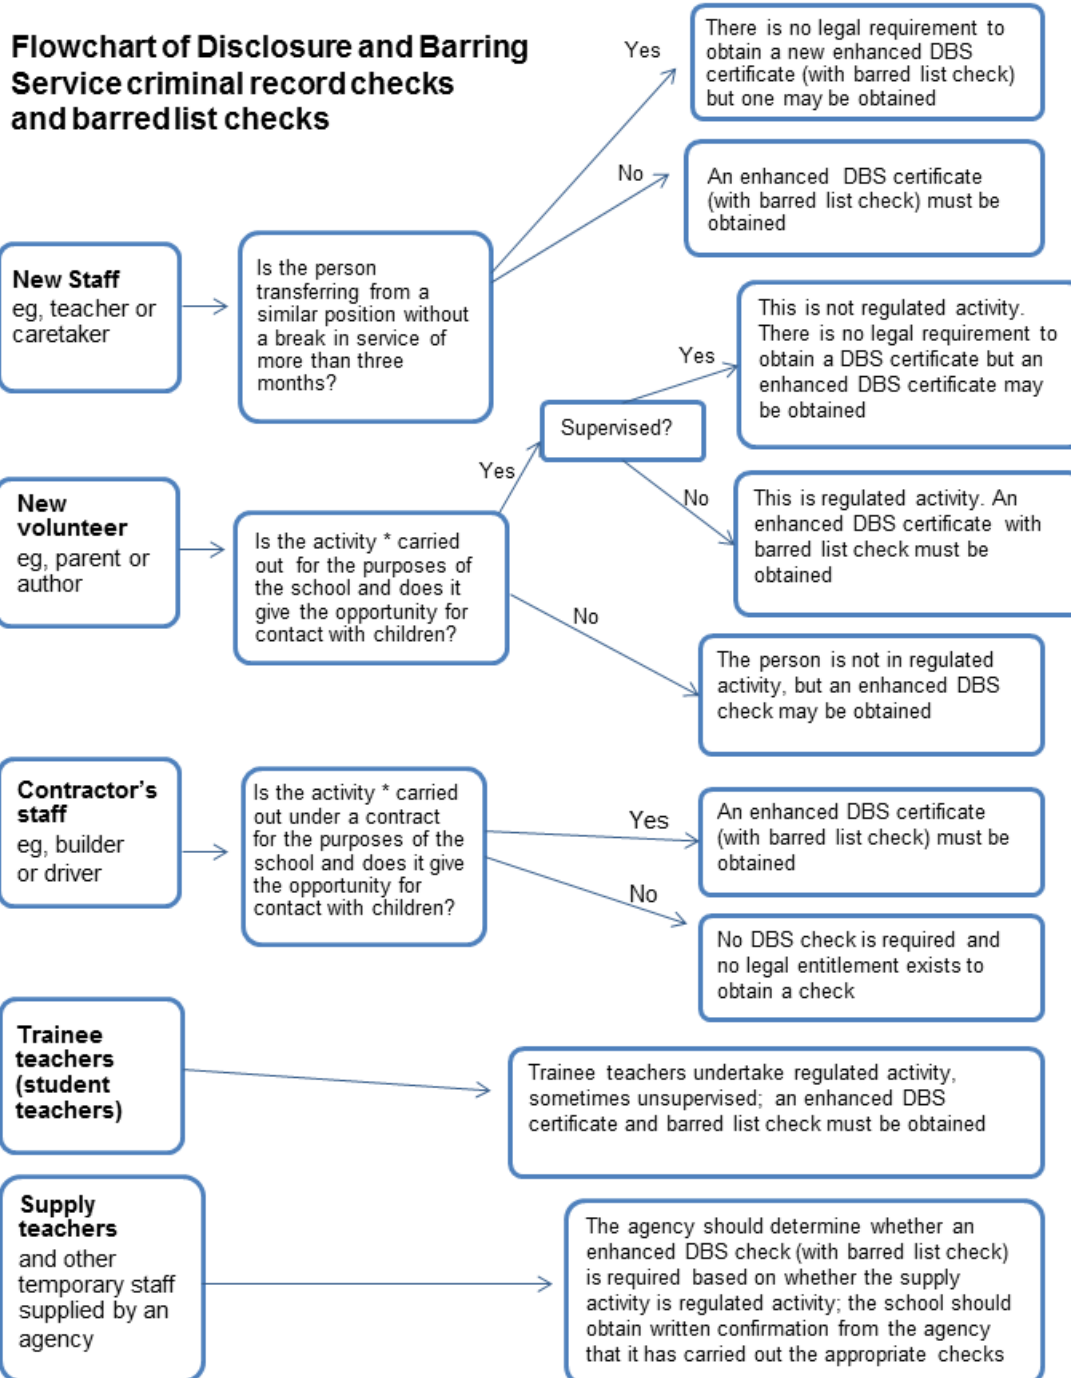 Flowchart of Disclosure and Barring
Service criminal record checks
and barred list checks
Yes
There is no legal requirement to
obtain a new enhanced DBS
certificate (with barred list check)
but one may be obtained
No
An enhanced DBS certificate
(with barred list check) must be
obtained
New Staff
eg, teacher or
caretaker
Is the person
transferring from a
similar position without
a break in service of
more than three
months?
New
volunteer
eg, parent or
author
Is the activity * carried
out for the purposes of
the school and does it
give the opportunity for
contact with children?
Yes
Supervised?
Yes
This is not regulated activity.
There is no legal requirement to
obtain a DBS certificate but an
enhanced DBS certificate may
be obtained
No
This is regulated activity. An
enhanced DBS certificate with
barred list check must be
obtained
No
The person is not in regulated
activity, but an enhanced DBS
check may be obtained
Contractor's
staff
eg, builder
or driver
Is the activity * carried
out under a contract
for the purposes of the
school and does it give
the opportunity for
contact with children?
Yes
An enhanced DBS certificate
(with barred list check) must be
obtained
No
No DBS check is required and
no legal entitlement exists to
obtain a check
Trainee
teachers
(student
teachers)
Trainee teachers undertake regulated activity,
sometimes unsupervised; an enhanced DBS
certificate and barred list check must be obtained
Supply
teachers
and other
temporary staff
supplied by an
agency
The agency should determine whether an
enhanced DBS check (with barred list check)
is required based on whether the supply
activity is regulated activity; the school should
obtain written confirmation from the agency
that it has carried out the appropriate checks